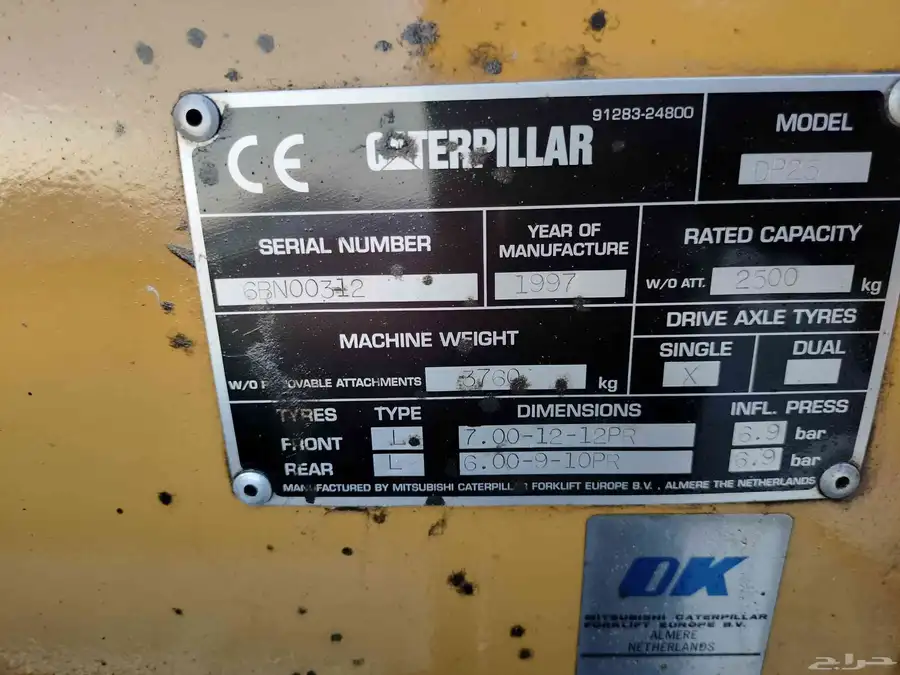 CE
CATERPILLAR
91283-24800
MODEL
DP25
SERIAL NUMBER
6BN00312
YEAR OF
MANUFACTURE
1997
RATED CAPACITY
W/O ATT. 2500 kg
MACHINE WEIGHT
W/O REMOVABLE ATTACHMENTS 3760 kg
DRIVE AXLE TYRES
SINGLE DUAL
X
TYRES TYPE DIMENSIONS INFL. PRESS
FRONT L 7.00-12-12PR 6.9 bar
REAR L 6.00-9-10PR 6.9 bar
MANUFACTURED BY MITSUBISHI CATERPILLAR FORKLIFT EUROPE B.V., ALMERE THE NETHERLANDS
OK
MITSUBISHI CATERPILLAR
FORKLIFT EUROPE B.V.
ALMERE
NETHERLANDS
حراج